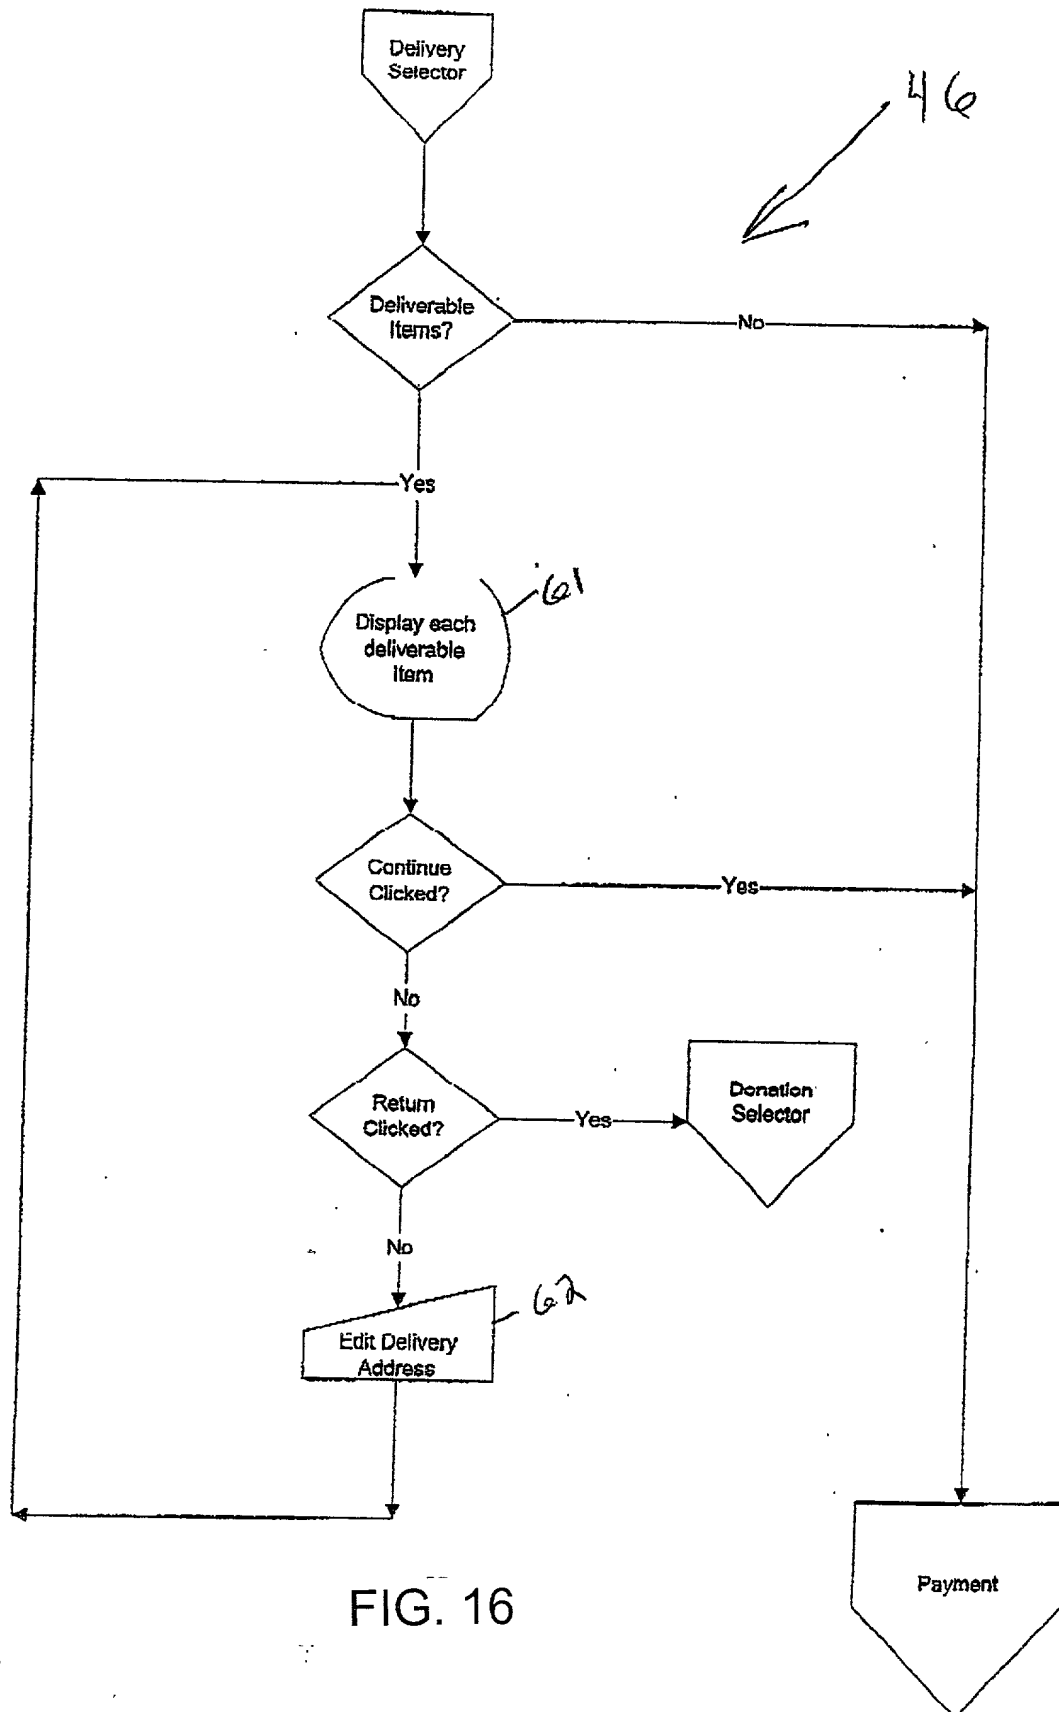 Delivery
Selector
46
Deliverable
Items?
No
Yes
61
Display each
deliverable
item
Continue
Clicked?
Yes
No
Return
Clicked?
Yes
Donation
Selector
No
62
Edit Delivery
Address
Payment
FIG. 16